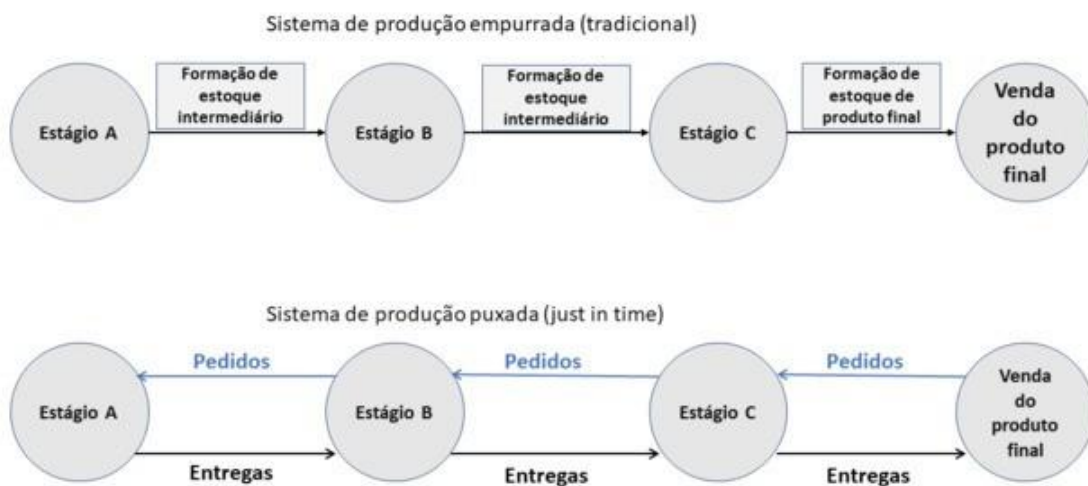 Sistema de produção empurrada (tradicional)
Estágio A
Formação de
estoque
intermediário
Estágio B
Formação de
estoque
intermediário
Estágio C
Formação de
estoque de
produto final
Venda
do
produto
final
Sistema de produção puxada (just in time)
Estágio A
Pedidos
Entregas
Estágio B
Pedidos
Entregas
Estágio C
Pedidos
Entregas
Venda
do
produto
final